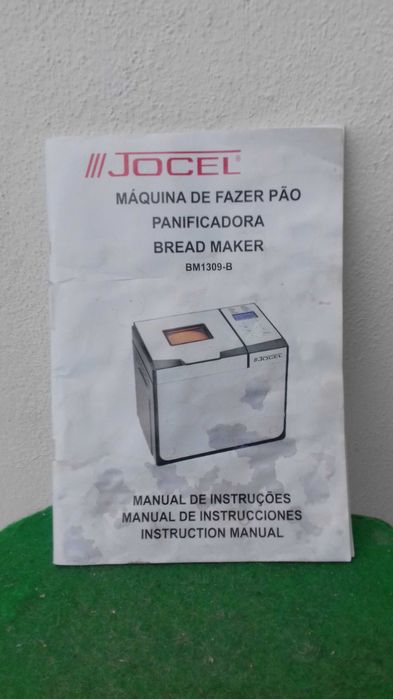 JOCEL®
MÁQUINA DE FAZER PÃO
PANIFICADORA
BREAD MAKER
BM1309-B
JOCEL
MANUAL DE INSTRUÇÕES
MANUAL DE INSTRUCCIONES
INSTRUCTION MANUAL